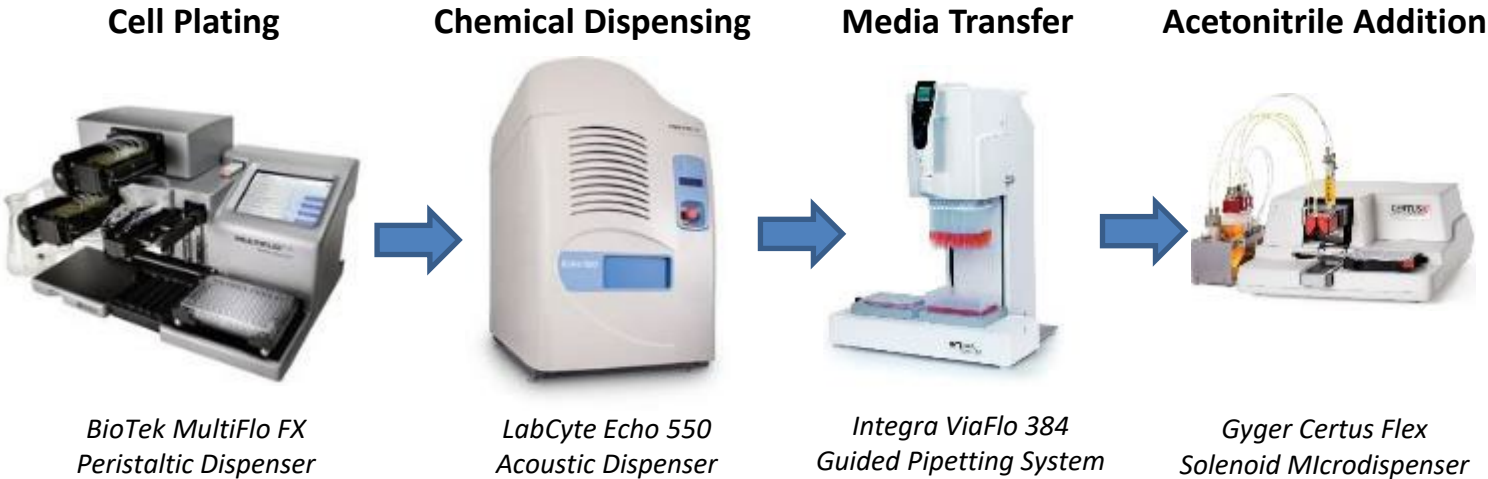 Cell Plating
Chemical Dispensing
Media Transfer
Acetonitrile Addition
BioTek MultiFlo FX
Peristaltic Dispenser
LabCyte Echo 550
Acoustic Dispenser
Integra ViaFlo 384
Guided Pipetting System
Gyger Certus Flex
Solenoid MIcrodispenser